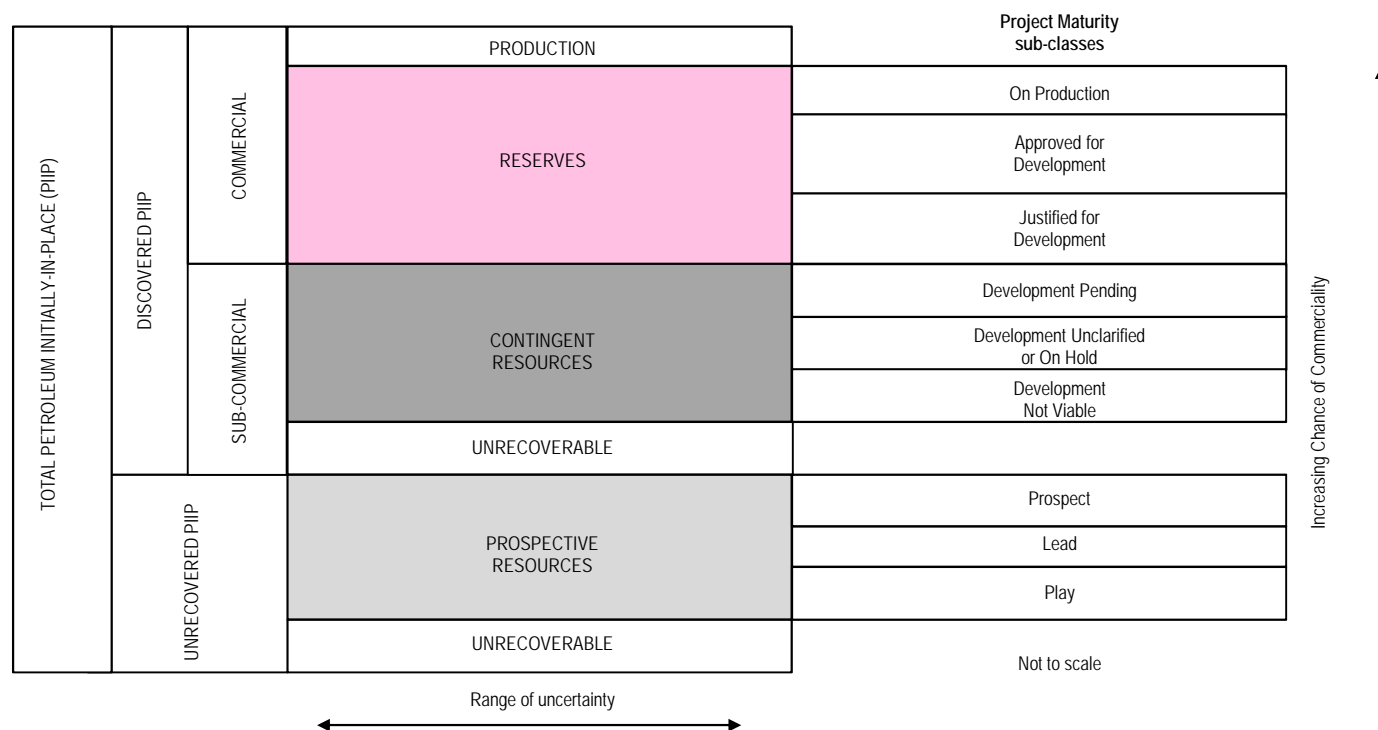 Project Maturity
sub-classes
TOTAL PETROLEUM INITIALLY-IN-PLACE (PIIP)
DISCOVERED PIIP
COMMERCIAL
PRODUCTION
RESERVES
On Production
Approved for
Development
Justified for
Development
SUB-COMMERCIAL
CONTINGENT
RESOURCES
Development Pending
Development Unclarified
or On Hold
Development
Not Viable
UNRECOVERABLE
UNRECOVERED PIIP
PROSPECTIVE
RESOURCES
Prospect
Lead
Play
UNRECOVERABLE
Increasing Chance of Commerciality
Not to scale
Range of uncertainty